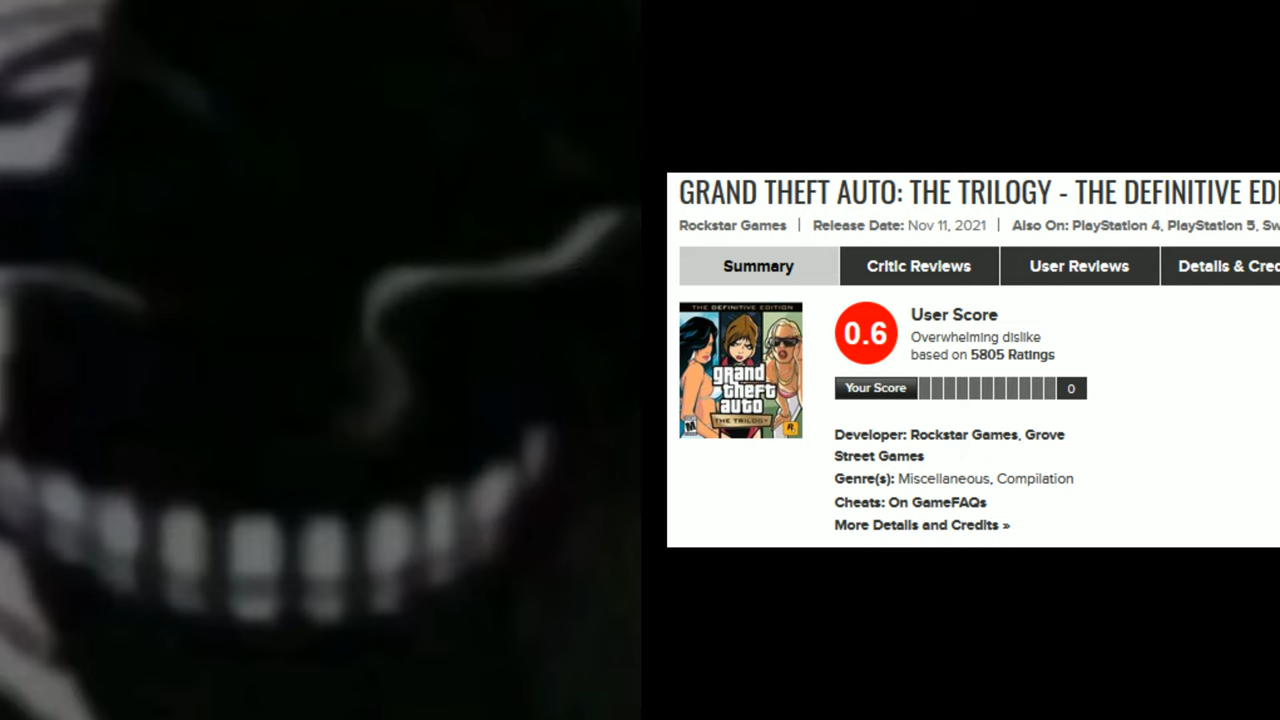 GRAND THEFT AUTO: THE TRILOGY - THE DEFINITIVE EDI
Rockstar Games | Release Date: Nov 11, 2021 | Also On: PlayStation 4, PlayStation 5, Sw
Summary Critic Reviews User Reviews Details & Cred
THE DEFINITIVE EDITION
grand
theft
auto
THE TRILOGY
M R
0.6
User Score
Overwhelming dislike
based on 5805 Ratings
Your Score 0
Developer: Rockstar Games, Grove
Street Games
Genre(s): Miscellaneous, Compilation
Cheats: On GameFAQs
More Details and Credits »